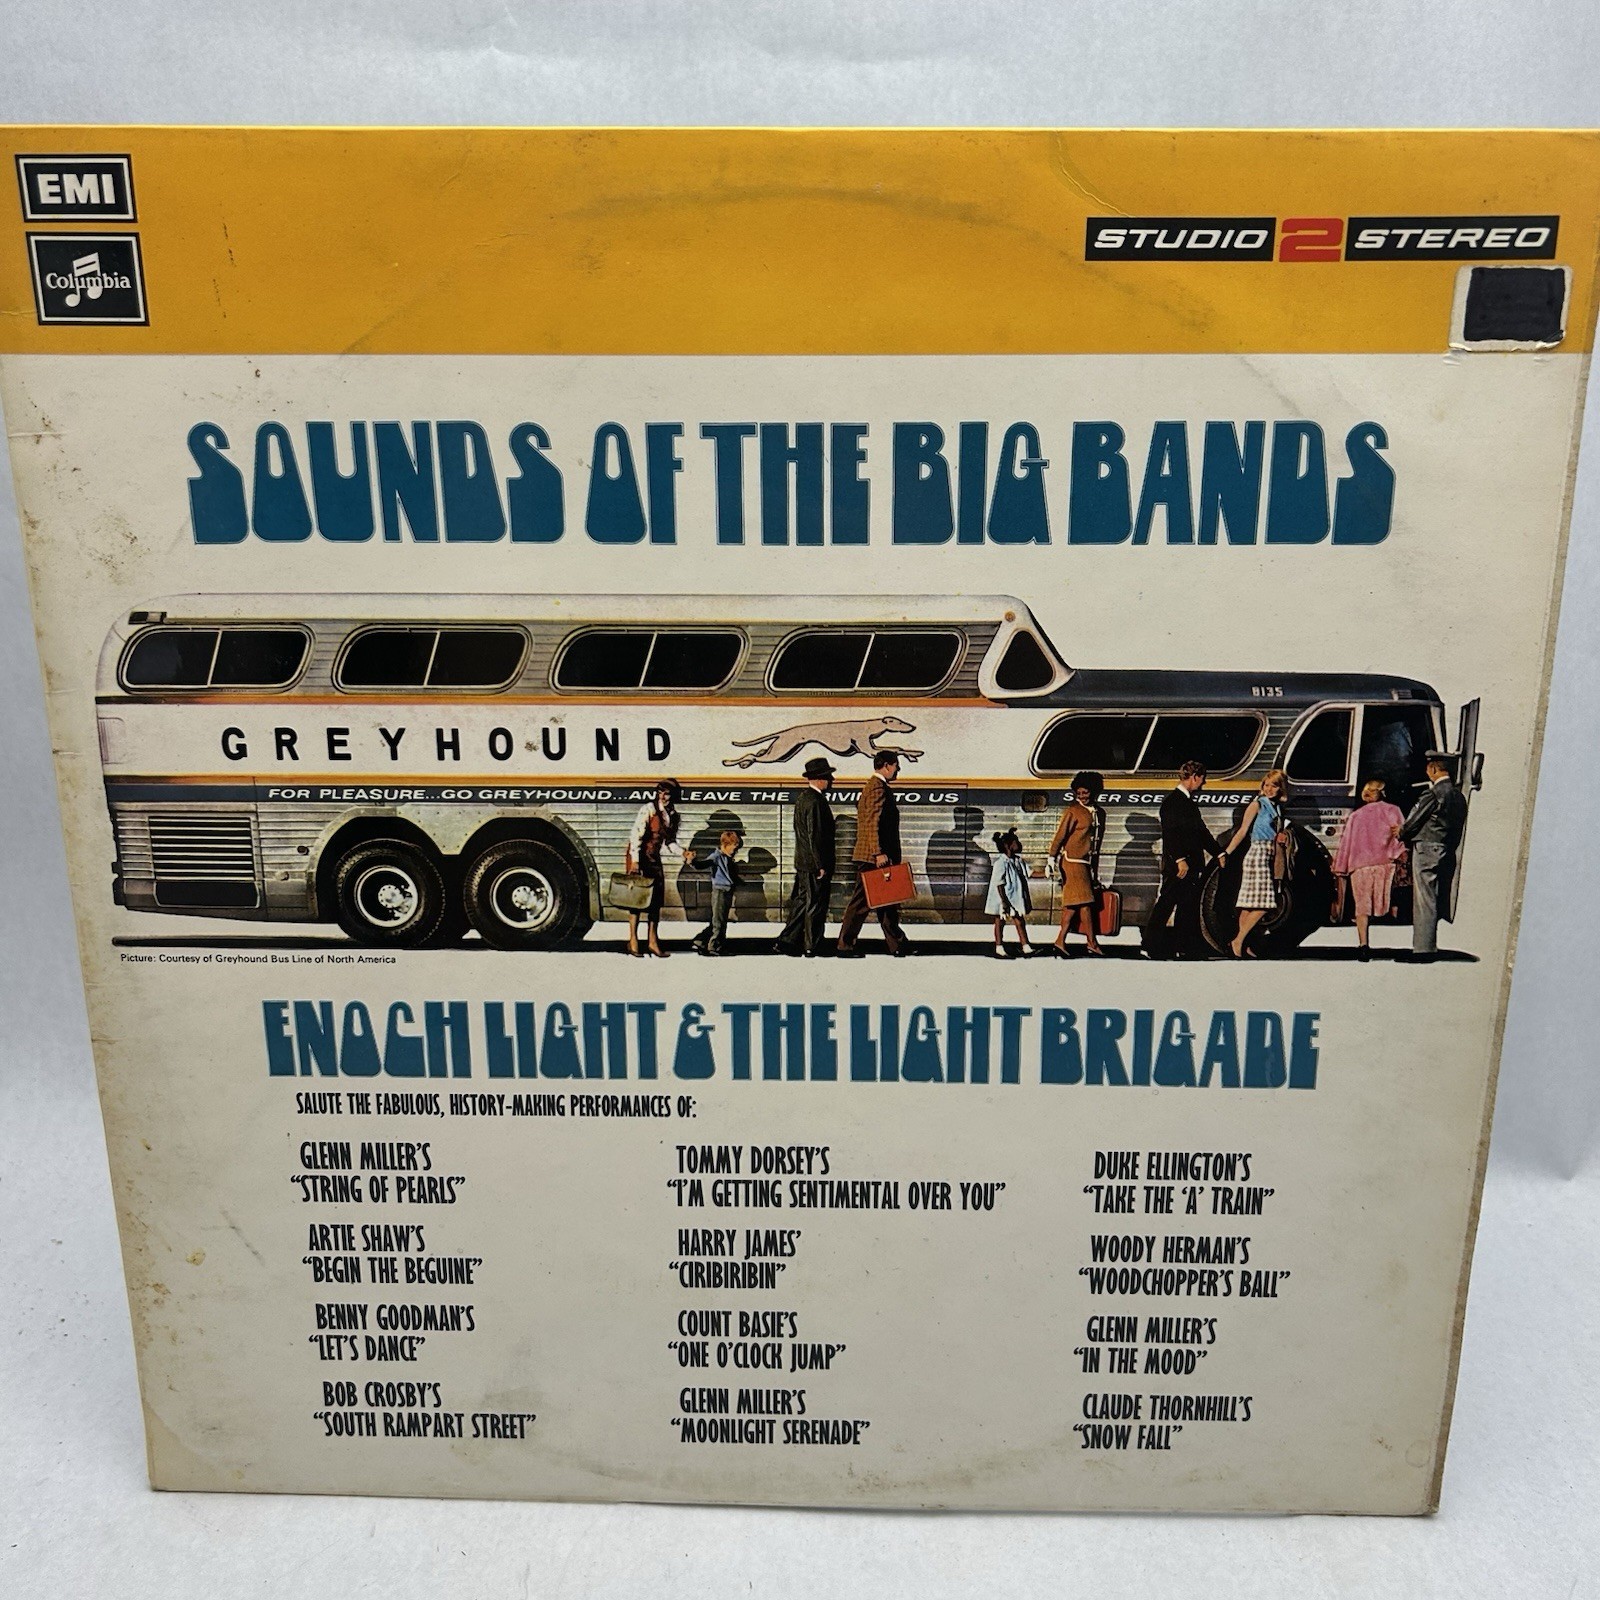 EMI
Columbia
STUDIO 2 STEREO
SOUNDS OF THE BIG BANDS
8135
GREYHOUND
FOR PLEASURE...GO GREYHOUND...AND LEAVE THE DRIVING TO US
Picture: Courtesy of Greyhound Bus Line of North America
ENOCH LIGHT & THE LIGHT BRIGADE
SALUTE THE FABULOUS, HISTORY-MAKING PERFORMANCES OF:
GLENN MILLER'S
"STRING OF PEARLS"
ARTIE SHAW'S
"BEGIN THE BEGUINE"
BENNY GOODMAN'S
"LET'S DANCE"
BOB CROSBY'S
"SOUTH RAMPART STREET"
TOMMY DORSEY'S
"I'M GETTING SENTIMENTAL OVER YOU"
HARRY JAMES'
"CIRIBIRIBIN"
COUNT BASIE'S
"ONE O'CLOCK JUMP"
GLENN MILLER'S
"MOONLIGHT SERENADE"
DUKE ELLINGTON'S
"TAKE THE 'A' TRAIN"
WOODY HERMAN'S
"WOODCHOPPER'S BALL"
GLENN MILLER'S
"IN THE MOOD"
CLAUDE THORNHILL'S
"SNOW FALL"